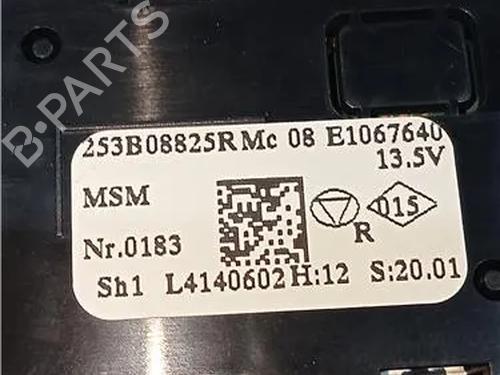 B-PARTS
253B08825R Mc 08 E1067640
13.5V
MSM
015
R
Nr.0183
Sh1 L4140602 H:12 S:20.01